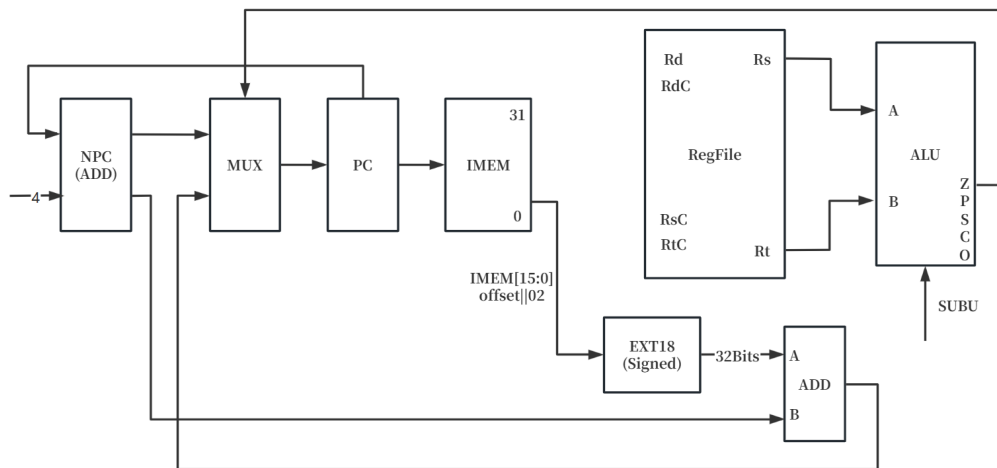 NPC
(ADD)
4
MUX
PC
31
IMEM
0
Rd
RdC
Rs
RegFile
RsC
RtC
Rt
A
ALU
B
Z
P
S
C
O
SUBU
IMEM[15:0]
offset||02
EXT18
(Signed)
32Bits
A
ADD
B